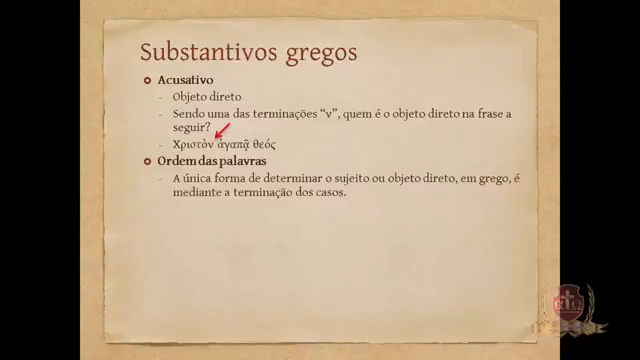 Substantivos gregos
Acusativo
- Objeto direto
- Sendo uma das terminações “ν”, quem é o objeto direto na frase a
seguir?
- Χριστὸν ἀγαπᾷ θεός
Ordem das palavras
- A única forma de determinar o sujeito ou objeto direto, em grego, é
mediante a terminação dos casos.